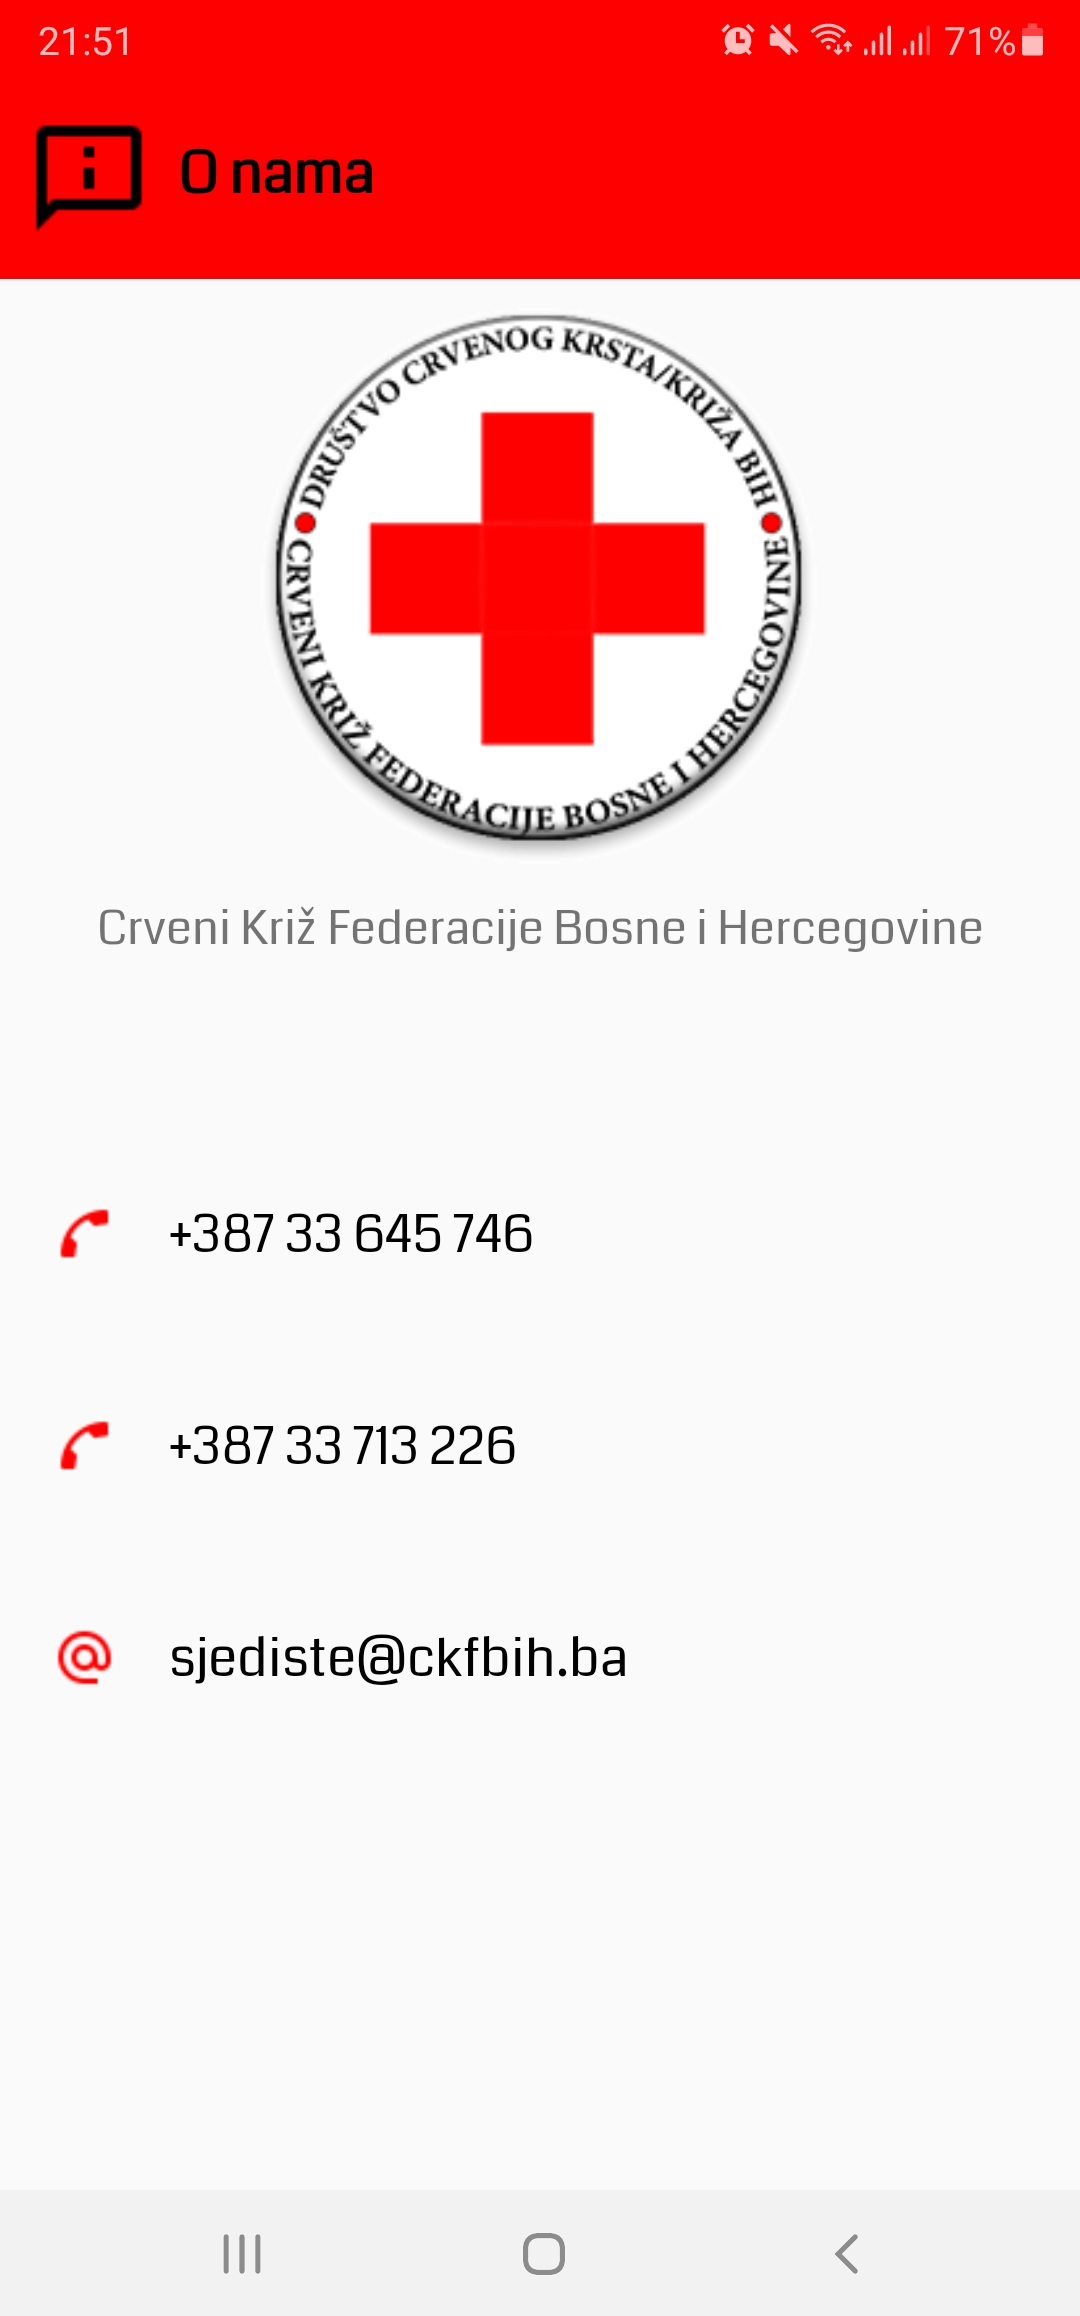 21:51
71%
O nama
DRUŠTVO CRVENOG KRSTA/KRIŽA BIH
CRVENI KRIŽ FEDERACIJE BOSNE I HERCEGOVINE
Crveni Križ Federacije Bosne i Hercegovine
+387 33 645 746
+387 33 713 226
sjediste@ckfbih.ba